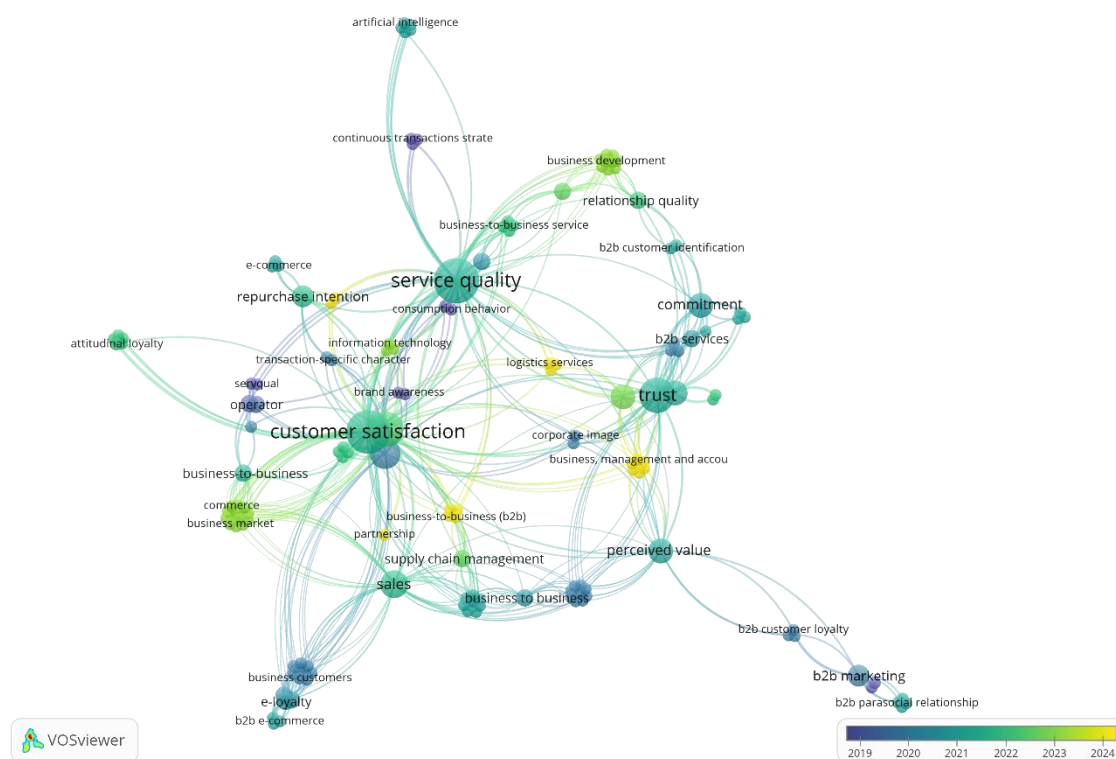 artificial intelligence
continuous transactions strate
business development
relationship quality
business-to-business service
b2b customer identification
e-commerce
service quality
repurchase intention
commitment
consumption behavior
b2b services
attitudinal loyalty
information technology
transaction-specific character
logistics services
servqual
brand awareness
trust
operator
customer satisfaction
corporate image
business, management and accou
business-to-business
commerce
business-to-business (b2b)
business market
partnership
perceived value
supply chain management
sales
business to business
b2b customer loyalty
business customers
b2b marketing
e-loyalty
b2b parasocial relationship
b2b e-commerce
VOSviewer
2019 2020 2021 2022 2023 2024